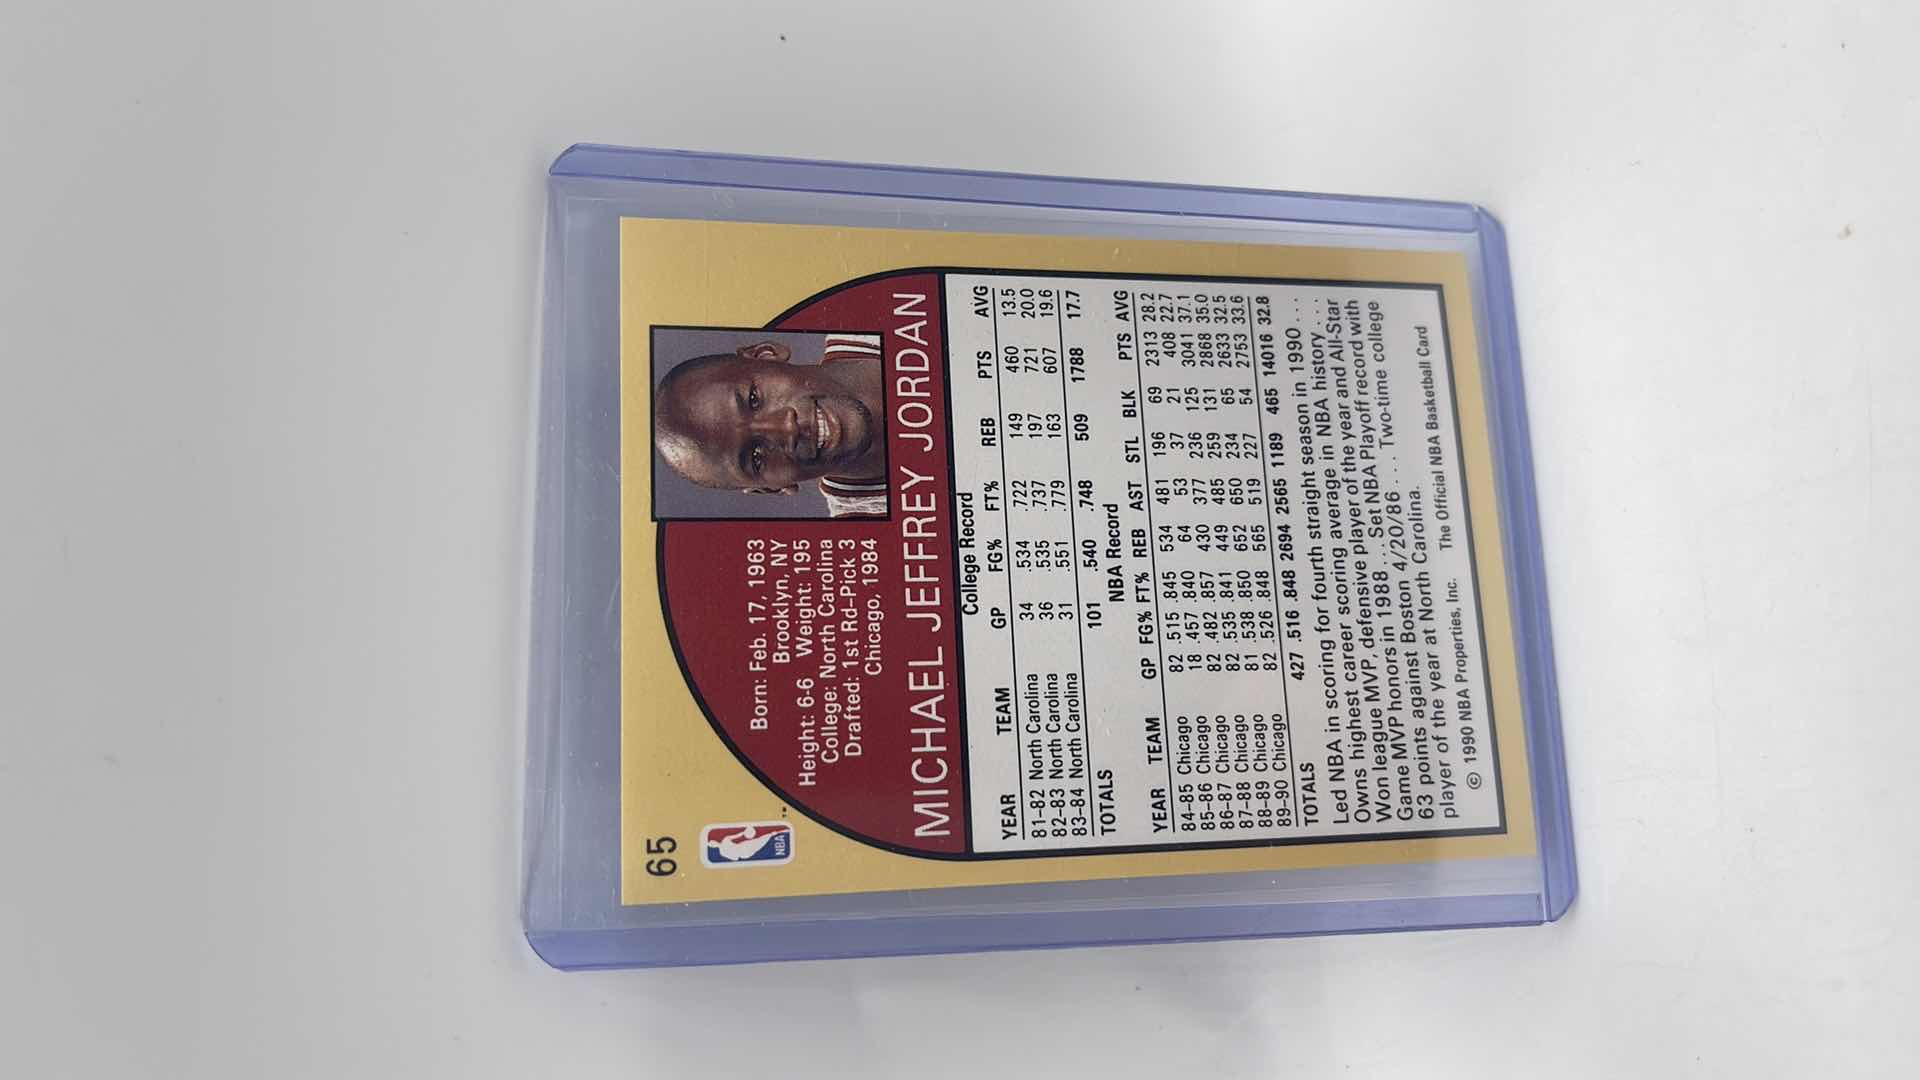 65
NBA
TM
Born: Feb. 17, 1963
Brooklyn, NY
Height: 6-6 Weight: 195
College: North Carolina
Drafted: 1st Rd-Pick 3
Chicago, 1984
MICHAEL JEFFREY JORDAN
College Record
YEAR TEAM GP FG% FT% REB PTS AVG
81-82 North Carolina 34 .534 .722 149 460 13.5
82-83 North Carolina 36 .535 .737 197 721 20.0
83-84 North Carolina 31 .551 .779 163 607 19.6
TOTALS 101 .540 .748 509 1788 17.7
NBA Record
YEAR TEAM GP FG% FT% REB AST STL BLK PTS AVG
84-85 Chicago 82 .515 .845 534 481 196 69 2313 28.2
85-86 Chicago 18 .457 .840 64 53 37 21 408 22.7
86-87 Chicago 82 .482 .857 430 377 236 125 3041 37.1
87-88 Chicago 82 .535 .841 449 485 259 131 2868 35.0
88-89 Chicago 81 .538 .850 652 650 234 65 2633 32.5
89-90 Chicago 82 .526 .848 565 519 227 54 2753 33.6
TOTALS 427 .516 .848 2694 2565 1189 465 14016 32.8
Led NBA in scoring for fourth straight season in 1990 . . .
Owns highest career scoring average in NBA history . . .
Won league MVP, defensive player of the year and All-Star
Game MVP honors in 1988 . . . Set NBA Playoff record with
63 points against Boston 4/20/86 . . . Two-time college
player of the year at North Carolina.
© 1990 NBA Properties, Inc. The Official NBA Basketball Card